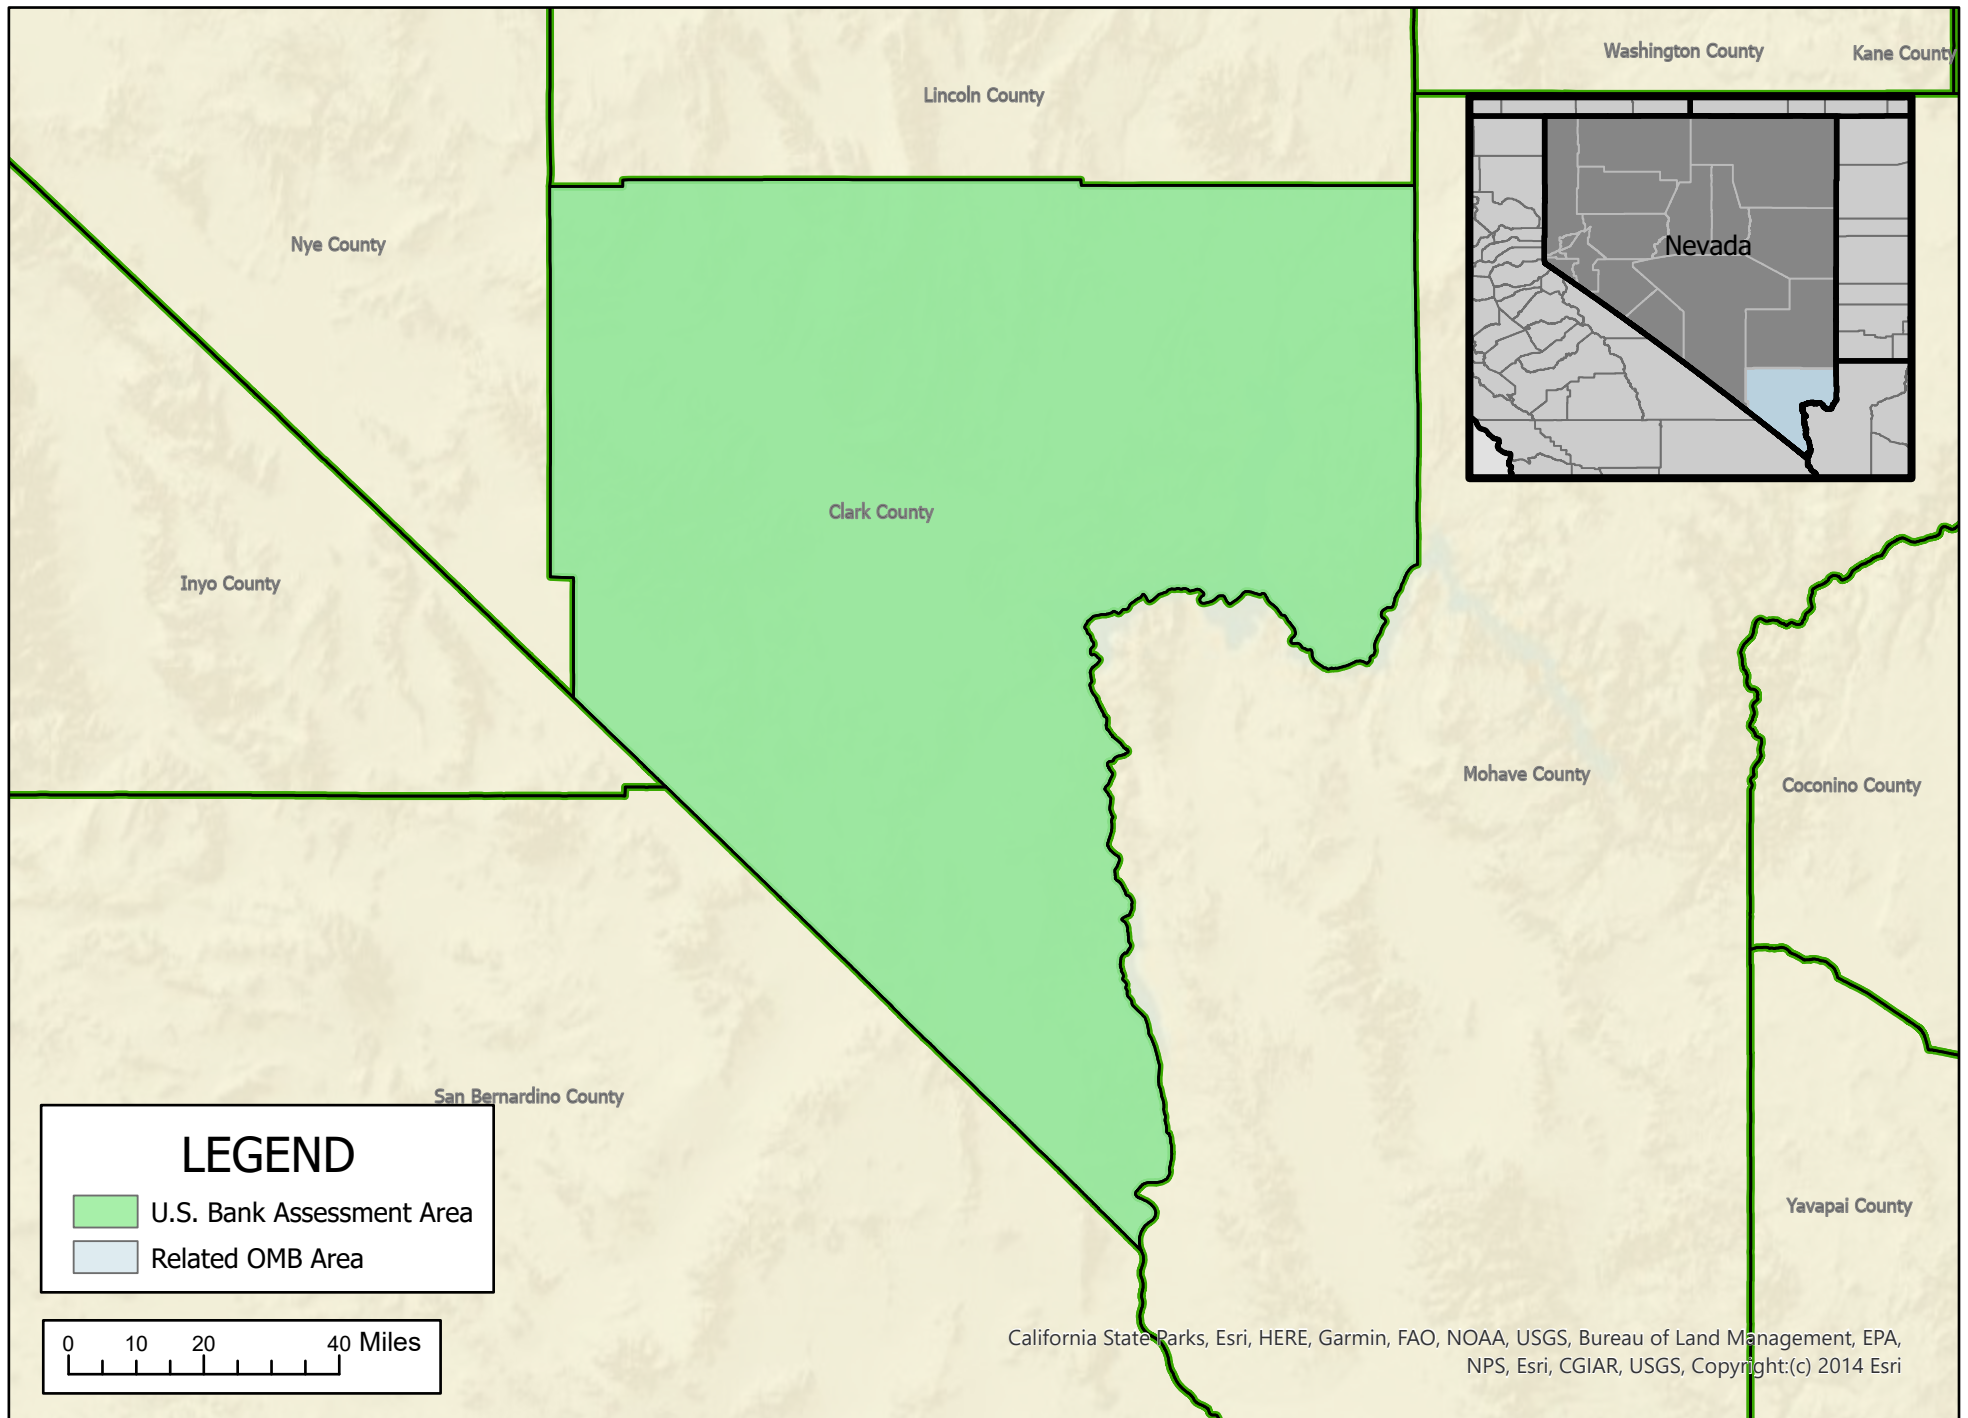 Washington County
Kane County
Lincoln County
Nye County
Nevada
Clark County
Inyo County
Mohave County
Coconino County
San Bernardino County
LEGEND
U.S. Bank Assessment Area
Related OMB Area
Yavapai County
0 10 20 40 Miles
California State Parks, Esri, HERE, Garmin, FAO, NOAA, USGS, Bureau of Land Management, EPA,
NPS, Esri, CGIAR, USGS, Copyright:(c) 2014 Esri